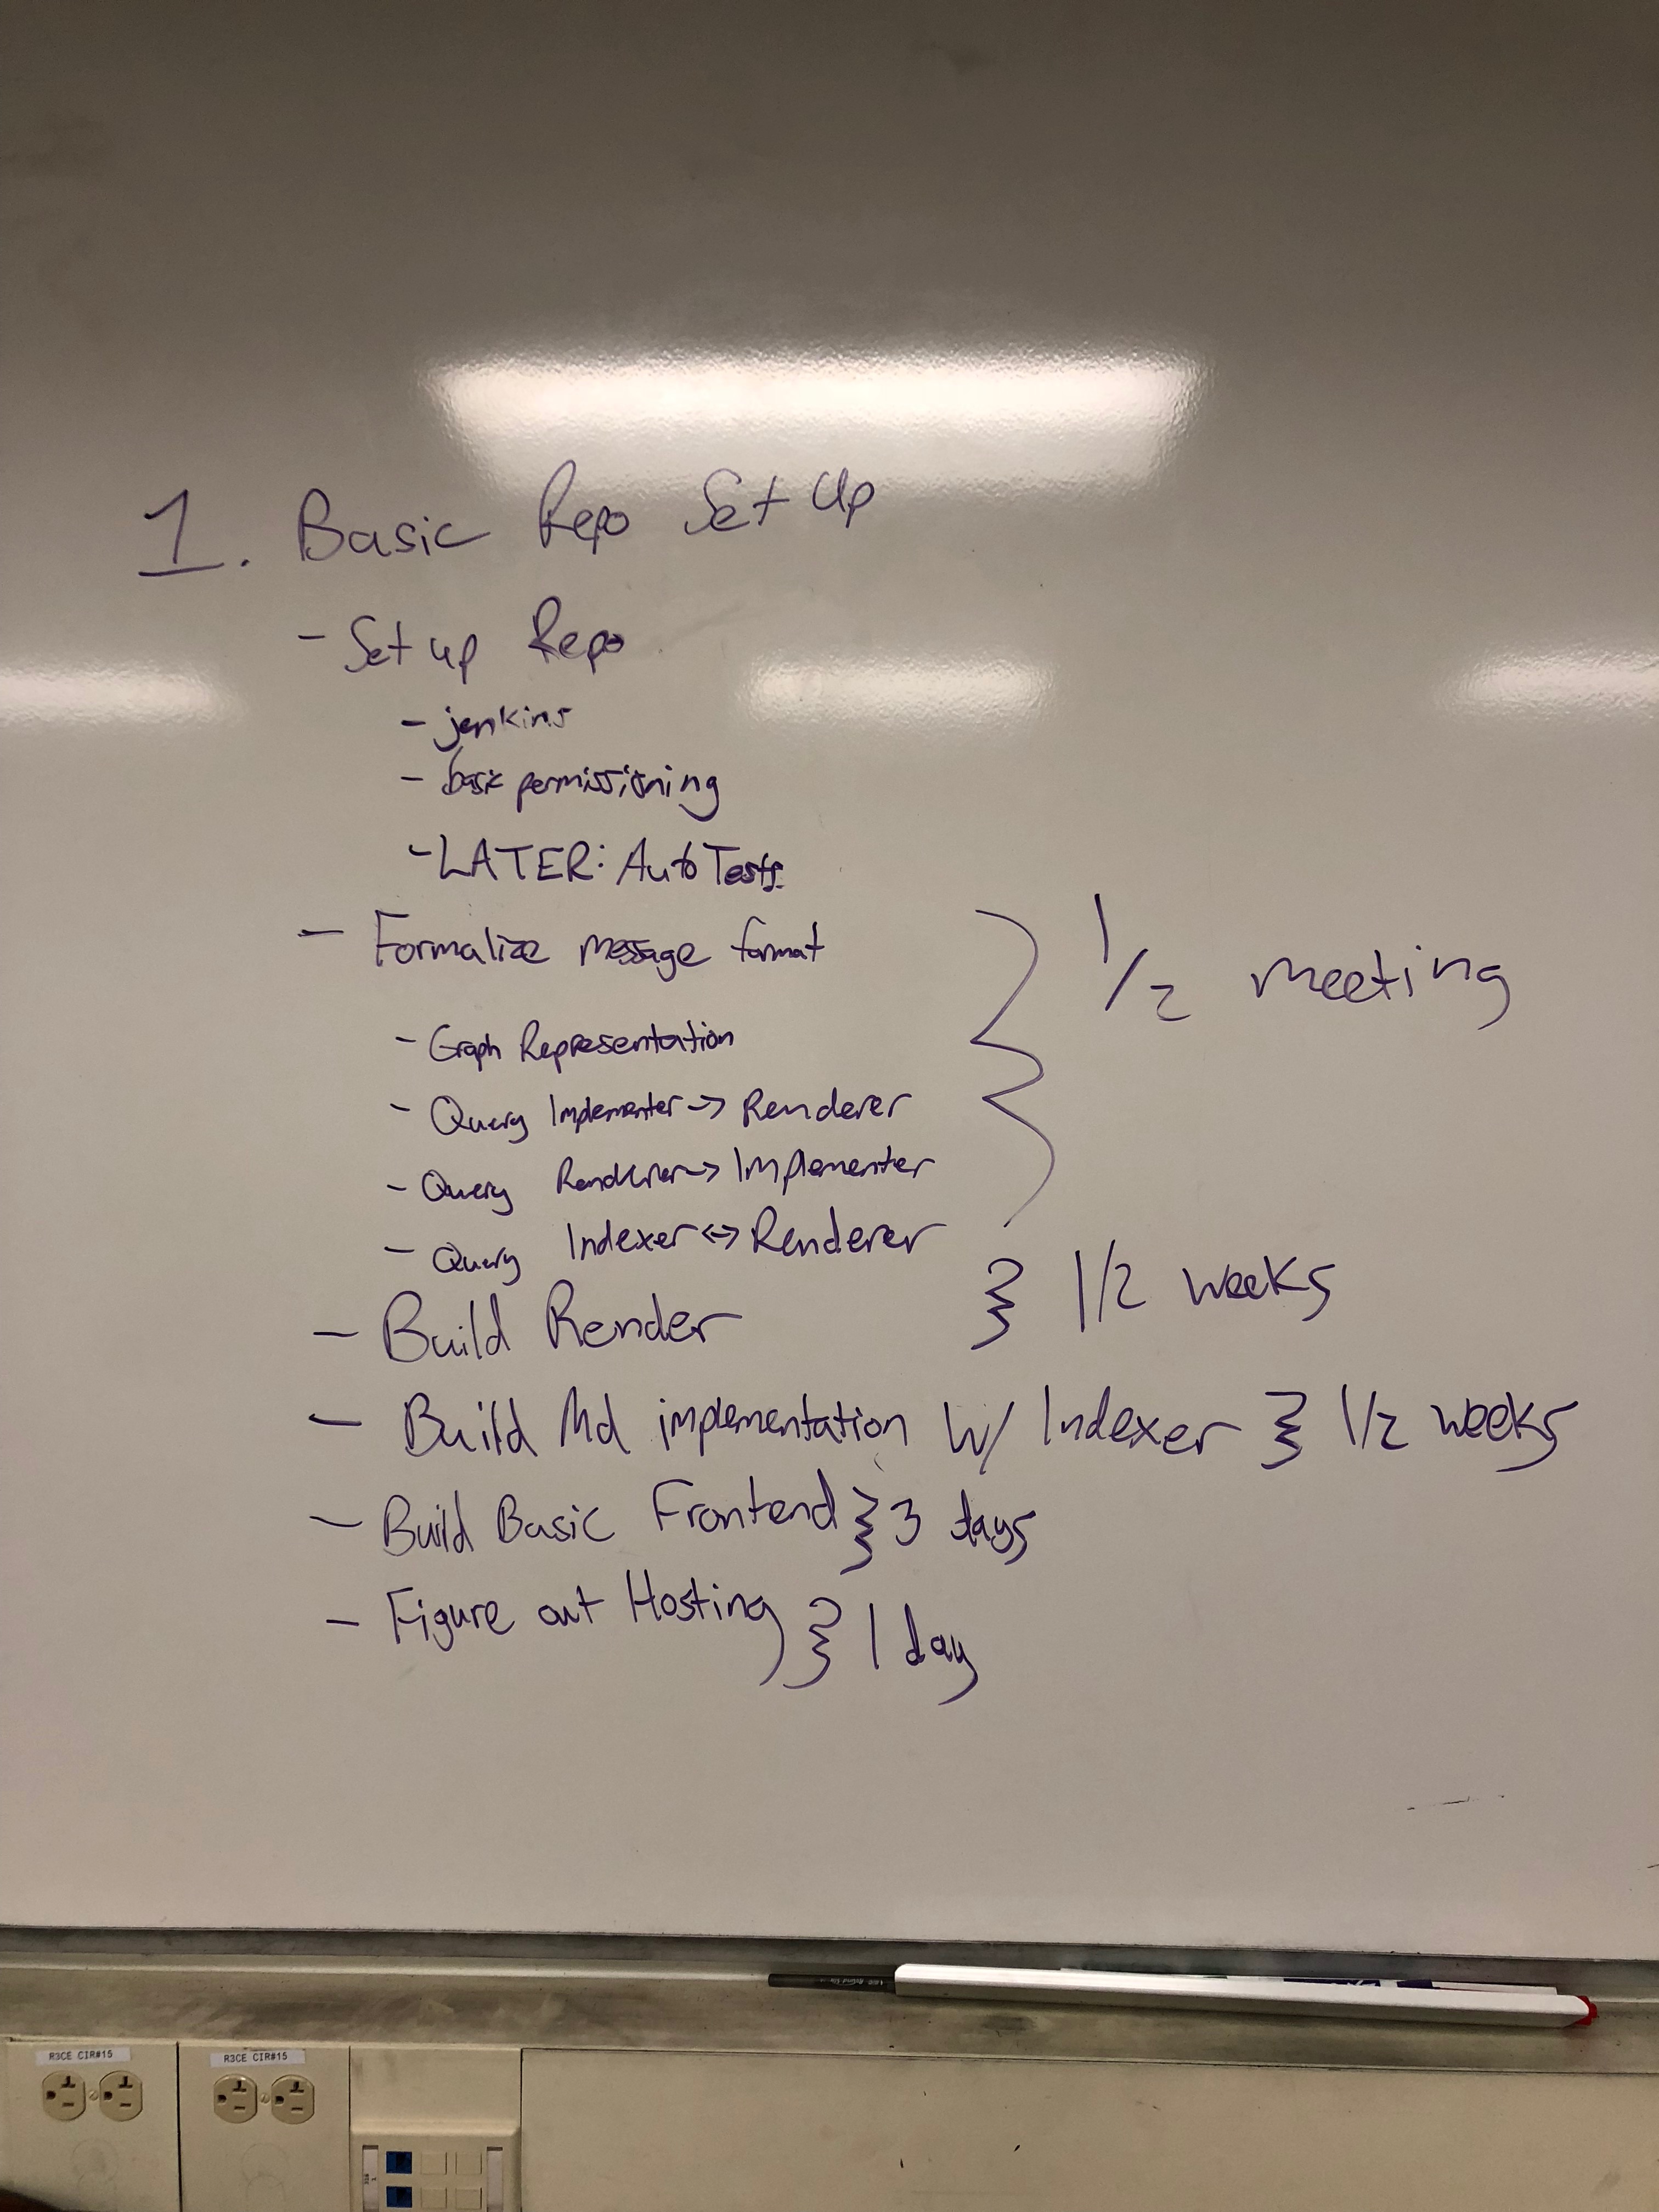 1. Basic Repo Set Up
- Set up Repo
- jenkins
- basic permissioning
- LATER: Auto Tests
- Formalize message format
1/2 meeting
- Graph Representation
- Query Implementer -> Renderer
- Query Renderer -> Implementer
- Query Indexer <-> Renderer
- Build Render } 1/2 weeks
- Build Md implementation w/ Indexer } 1/2 weeks
- Build Basic Frontend } 3 days
- Figure out Hosting } 1 day
R3CE CIR#15
R3CE CIR#15